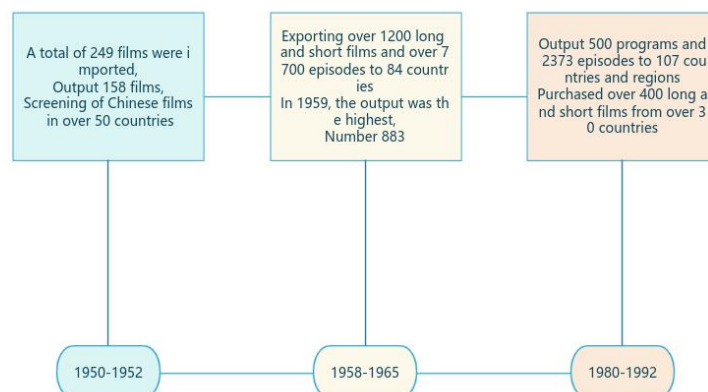 A total of 249 films were i
mported,
Output 158 films,
Screening of Chinese films
in over 50 countries
Exporting over 1200 long
and short films and over 7
700 episodes to 84 countr
ies
In 1959, the output was th
e highest,
Number 883
Output 500 programs and
2373 episodes to 107 cou
ntries and regions
Purchased over 400 long a
nd short films from over 3
0 countries
1950-1952
1958-1965
1980-1992